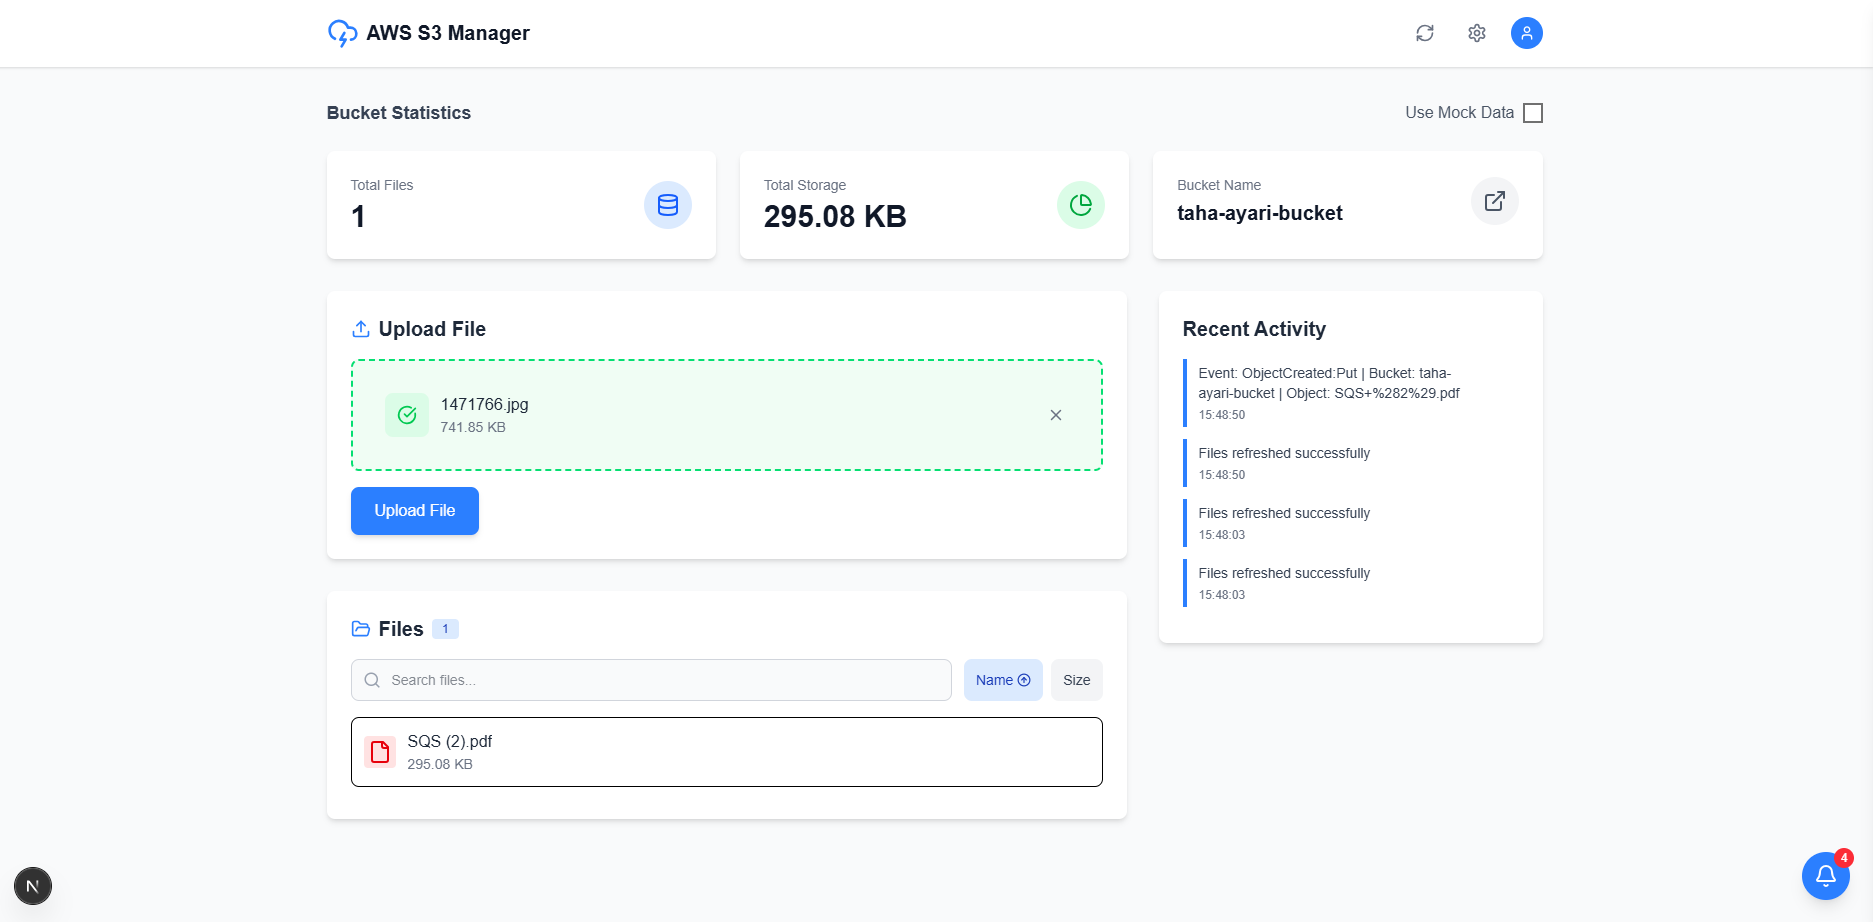 AWS S3 Manager
Bucket Statistics
Use Mock Data
Total Files
1
Total Storage
295.08 KB
Bucket Name
taha-ayari-bucket
Upload File
1471766.jpg
741.85 KB
Upload File
Recent Activity
Event: ObjectCreated:Put | Bucket: taha-
ayari-bucket | Object: SQS+%282%29.pdf
15:48:50
Files refreshed successfully
15:48:50
Files refreshed successfully
15:48:03
Files refreshed successfully
15:48:03
Files 1
Search files...
Name
Size
SQS (2).pdf
295.08 KB
N
4